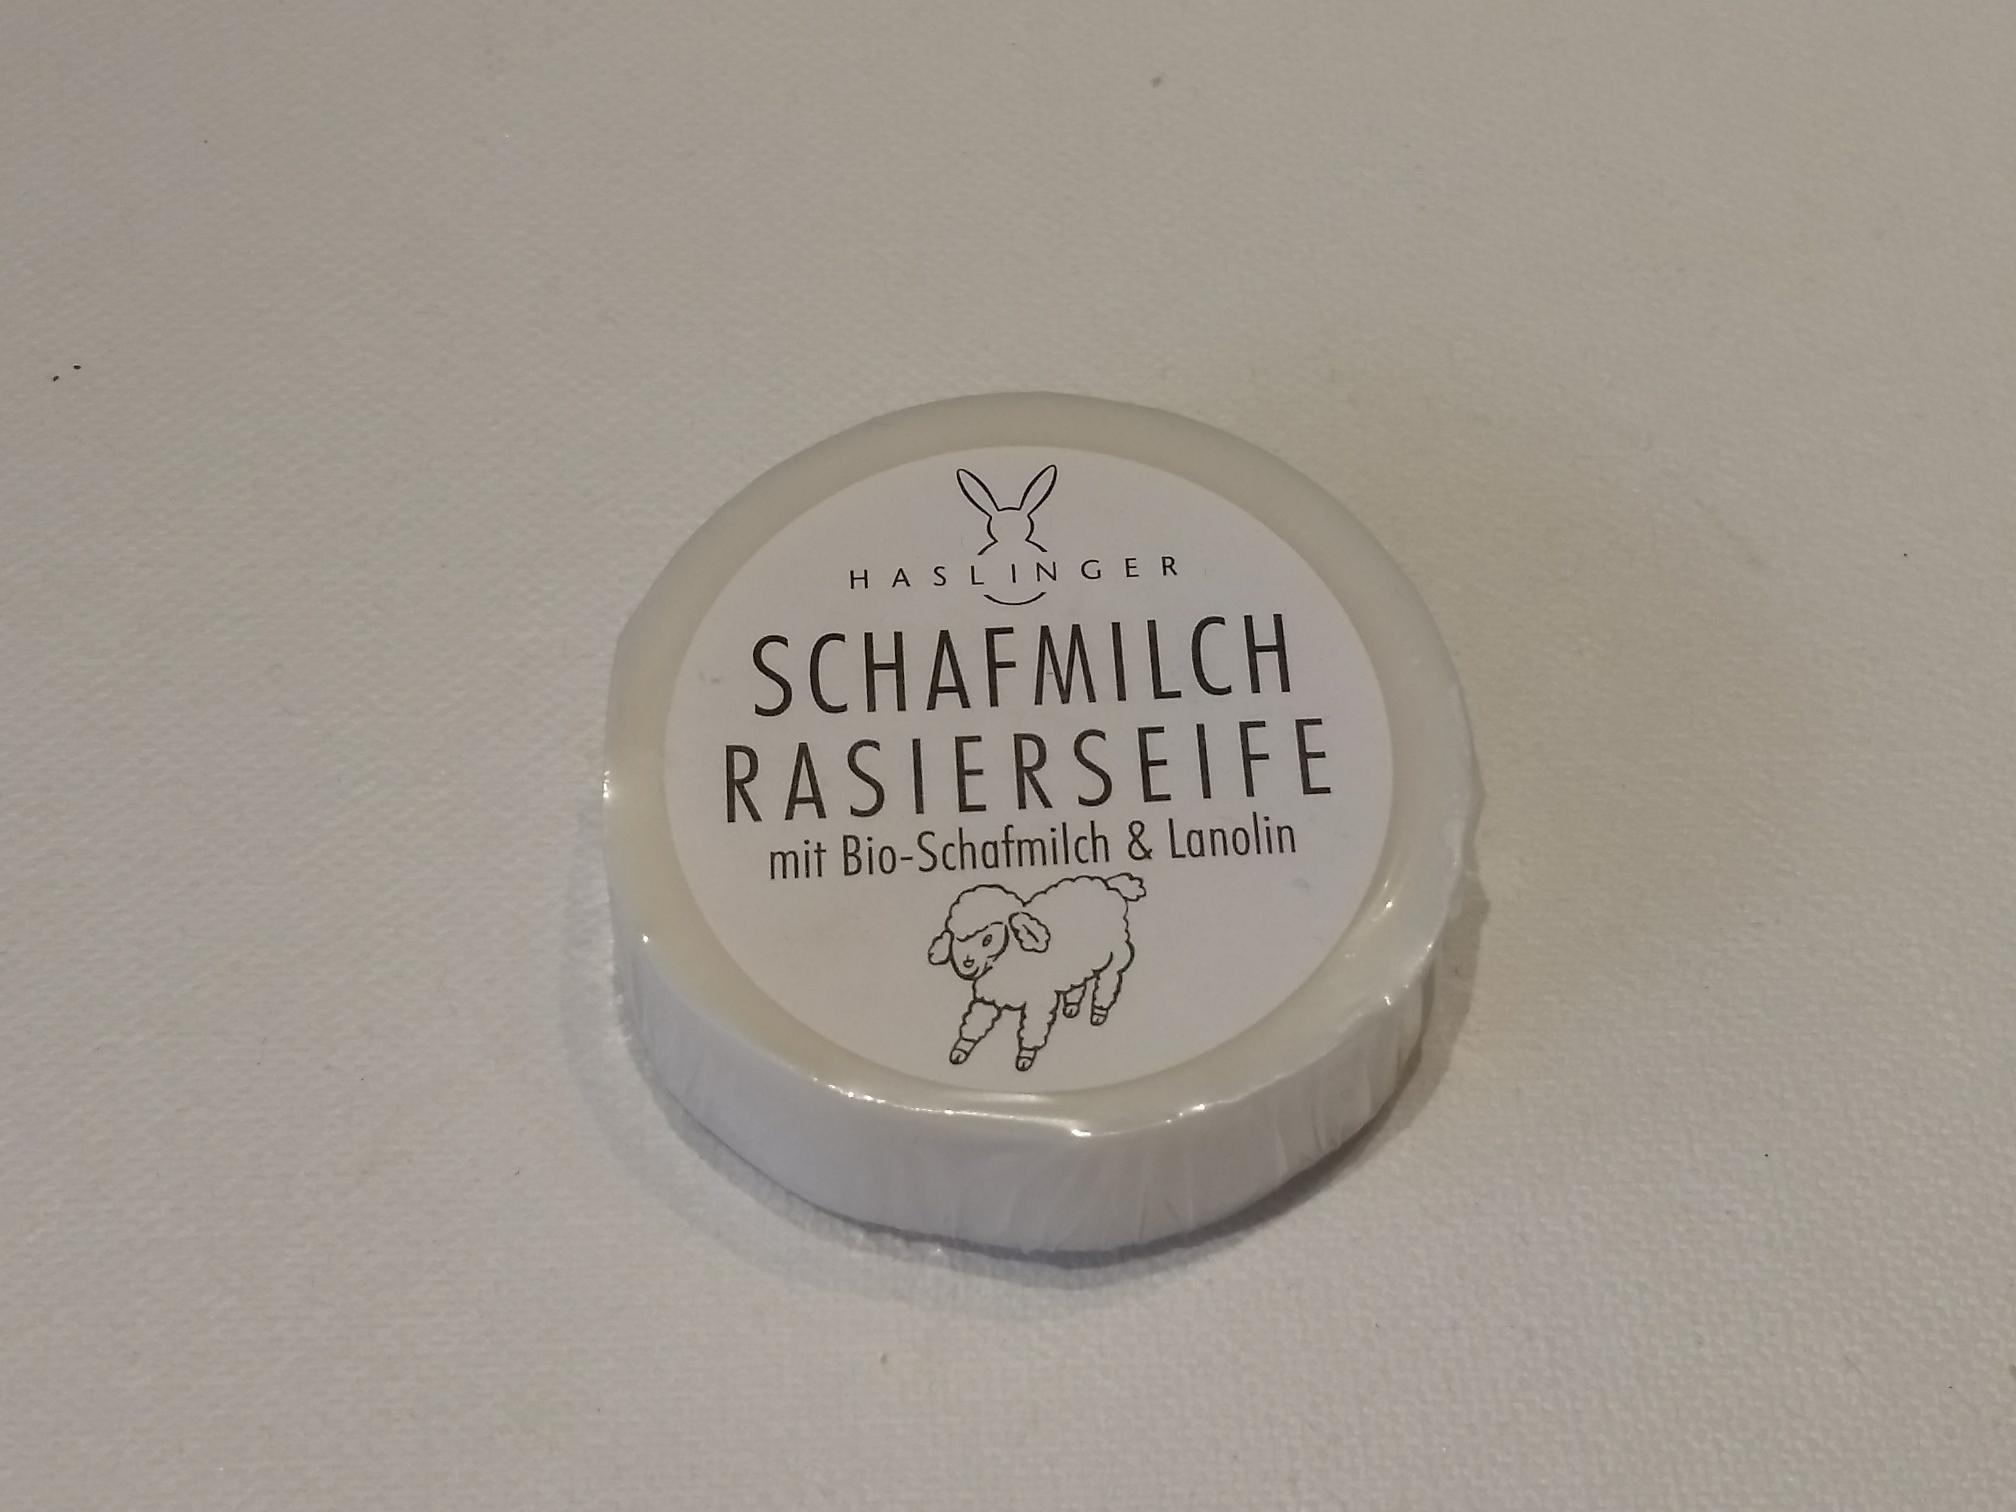 HASLINGER
SCHAFMILCH
RASIERSEIFE
mit Bio-Schafmilch & Lanolin